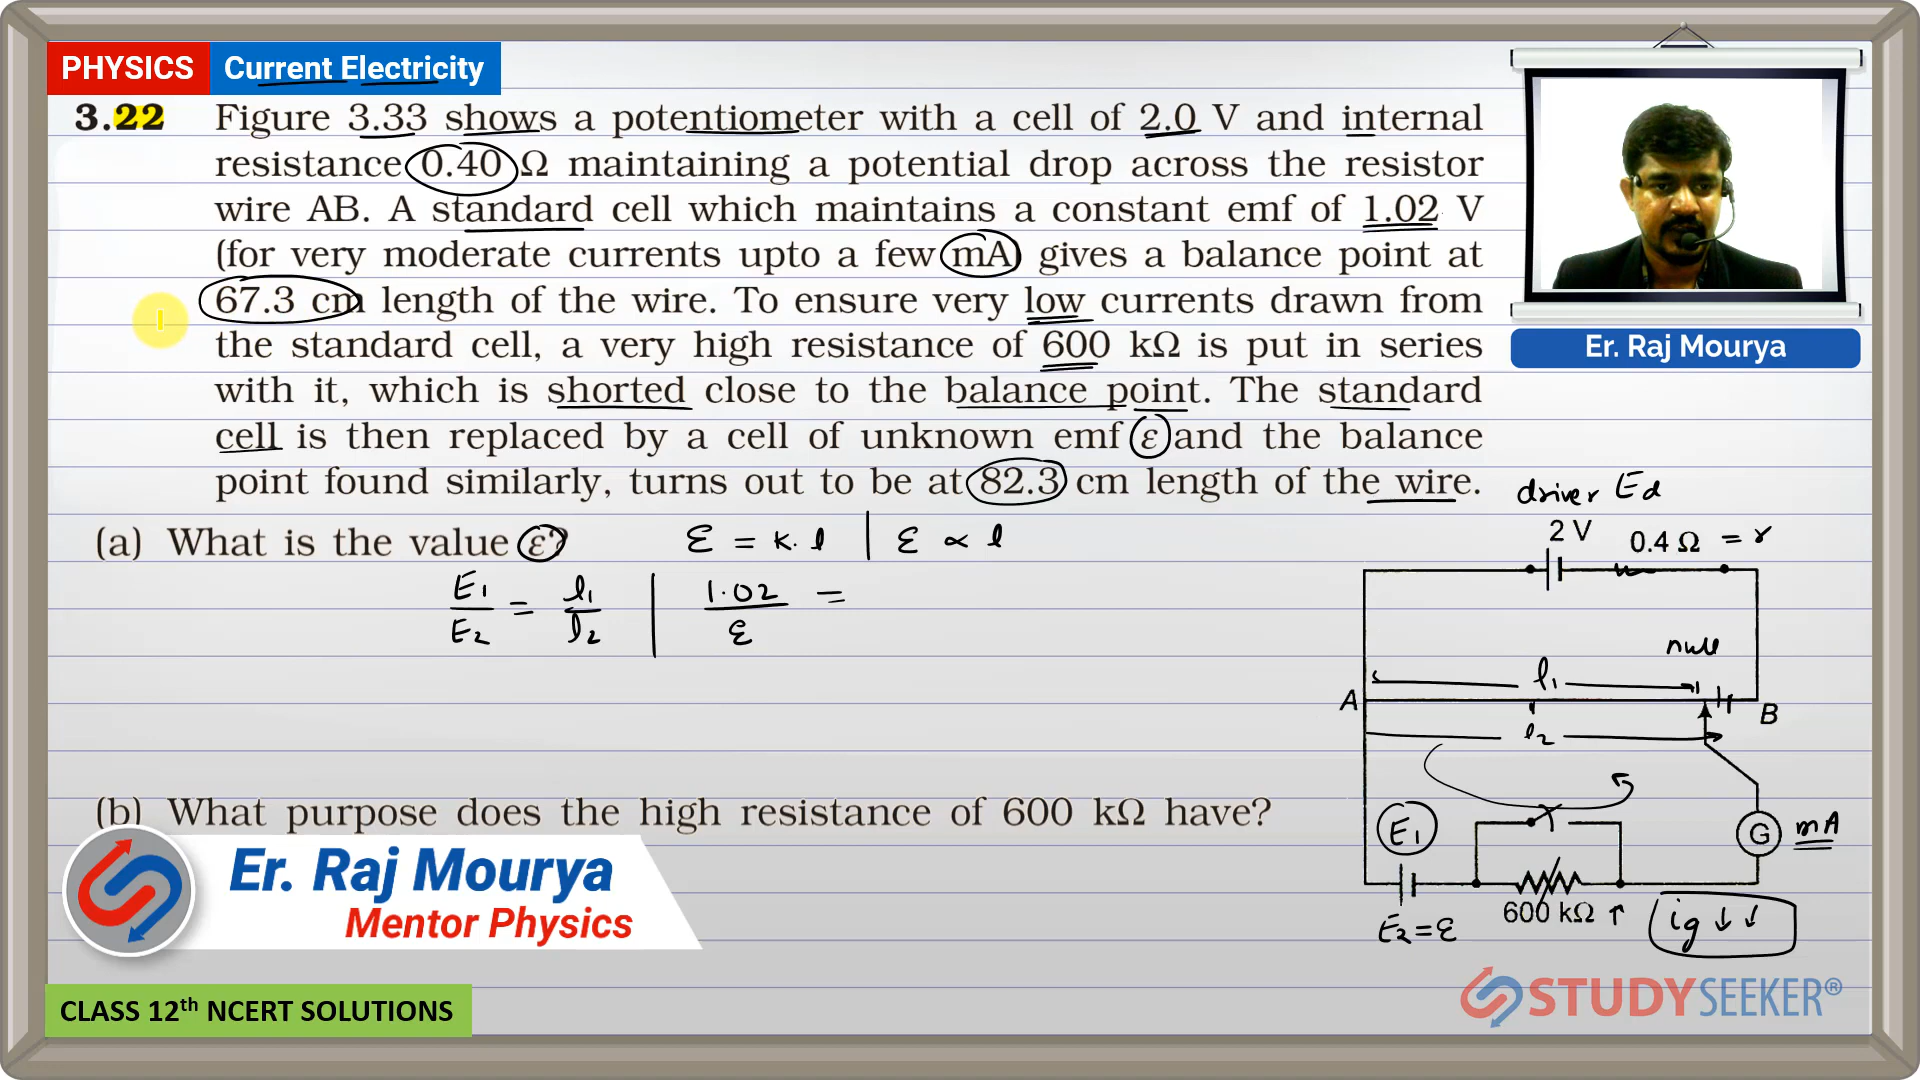 PHYSICS Current Electricity
3.22 Figure 3.33 shows a potentiometer with a cell of 2.0 V and internal
resistance 0.40 Ω maintaining a potential drop across the resistor
wire AB. A standard cell which maintains a constant emf of 1.02 V
(for very moderate currents upto a few mA) gives a balance point at
67.3 cm length of the wire. To ensure very low currents drawn from
the standard cell, a very high resistance of 600 kΩ is put in series
with it, which is shorted close to the balance point. The standard
cell is then replaced by a cell of unknown emf ε and the balance
point found similarly, turns out to be at 82.3 cm length of the wire.
Er. Raj Mourya
(a) What is the value ε?
ε = k. l | ε ∝ l
E1/E2 = l1/l2 | 1.02/ε =
driver Ed
2 V 0.4 Ω = r
null
l1
A B
l2
(b) What purpose does the high resistance of 600 kΩ have?
E1
G mA
600 kΩ ↑ ig ↓ ↓
E2 = ε
Er. Raj Mourya
Mentor Physics
CLASS 12th NCERT SOLUTIONS
STUDYSEEKER®